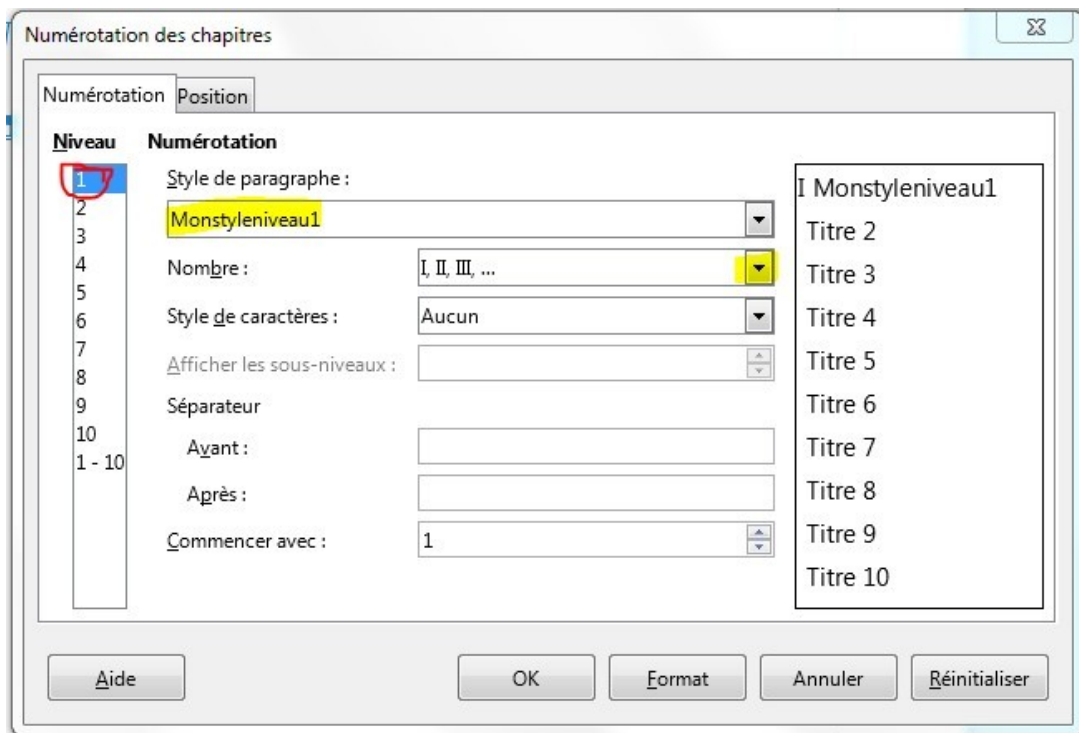 Numérotation des chapitres
Numérotation Position
Niveau Numérotation
1
2
3
4
5
6
7
8
9
10
1 - 10
Style de paragraphe :
Monstyleniveau1
Nombre : I, II, III, ...
Style de caractères : Aucun
Afficher les sous-niveaux :
Séparateur
Avant :
Après :
Commencer avec : 1
I Monstyleniveau1
Titre 2
Titre 3
Titre 4
Titre 5
Titre 6
Titre 7
Titre 8
Titre 9
Titre 10
Aide OK Format Annuler Réinitialiser